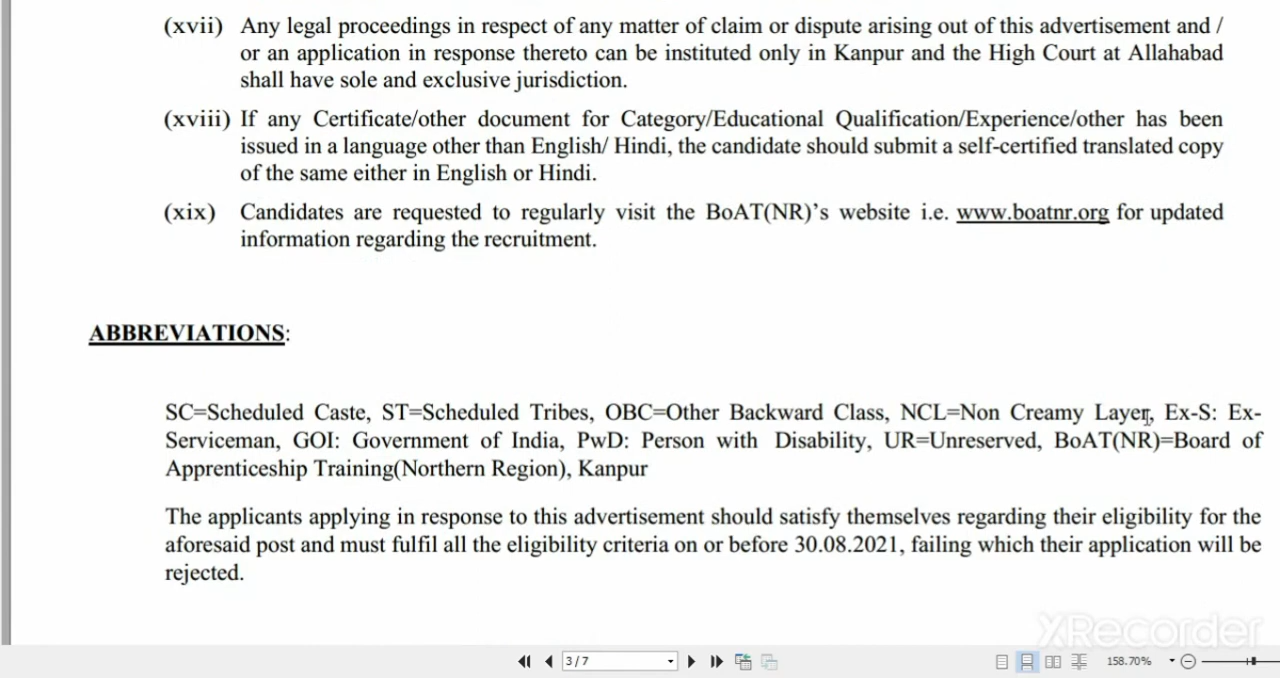 (xvii) Any legal proceedings in respect of any matter of claim or dispute arising out of this advertisement and /
or an application in response thereto can be instituted only in Kanpur and the High Court at Allahabad
shall have sole and exclusive jurisdiction.
(xviii) If any Certificate/other document for Category/Educational Qualification/Experience/other has been
issued in a language other than English/ Hindi, the candidate should submit a self-certified translated copy
of the same either in English or Hindi.
(xix) Candidates are requested to regularly visit the BoAT(NR)'s website i.e. www.boatnr.org for updated
information regarding the recruitment.
ABBREVIATIONS:
SC=Scheduled Caste, ST=Scheduled Tribes, OBC=Other Backward Class, NCL=Non Creamy Layer, Ex-S: Ex-
Serviceman, GOI: Government of India, PwD: Person with Disability, UR=Unreserved, BoAT(NR)=Board of
Apprenticeship Training(Northern Region), Kanpur
The applicants applying in response to this advertisement should satisfy themselves regarding their eligibility for the
aforesaid post and must fulfil all the eligibility criteria on or before 30.08.2021, failing which their application will be
rejected.
XRecorder
3/7
158.70%